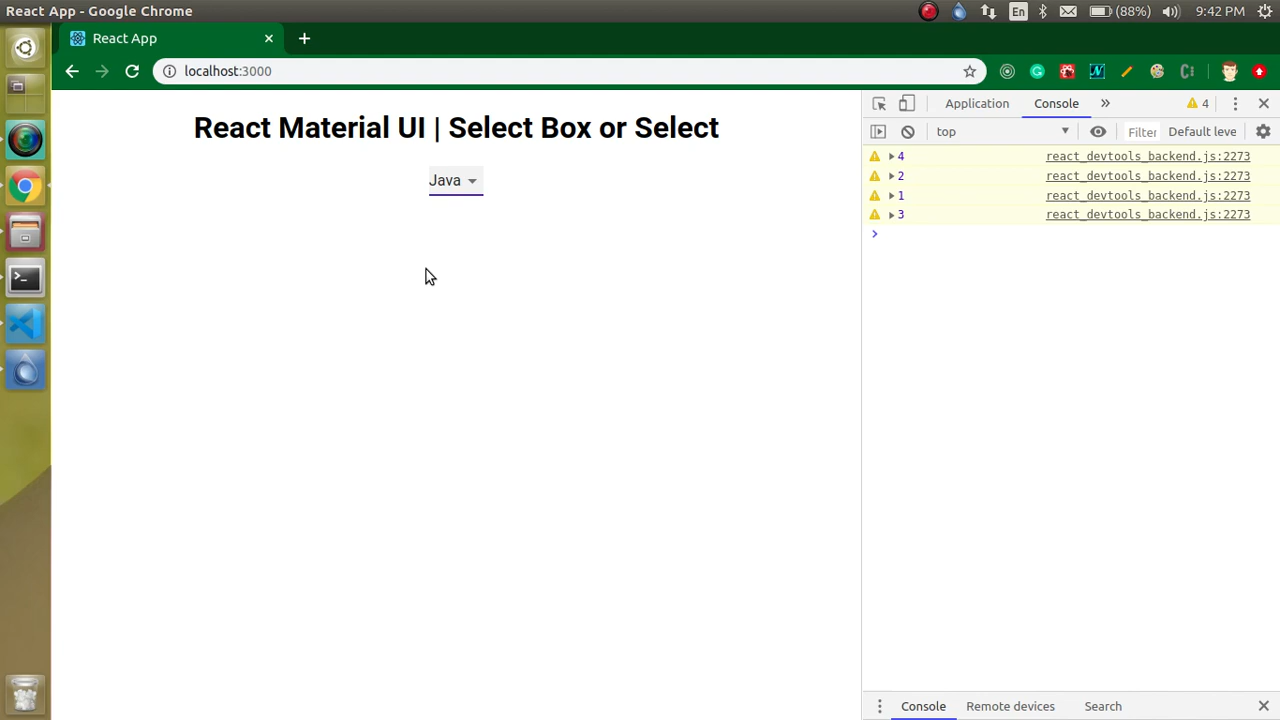 React App - Google Chrome
En
(88%)
9:42 PM
React App
localhost:3000
Application
Console
4
top
Filter
Default leve
React Material UI | Select Box or Select
Java
4 react_devtools_backend.js:2273
2 react_devtools_backend.js:2273
1 react_devtools_backend.js:2273
3 react_devtools_backend.js:2273
Console
Remote devices
Search